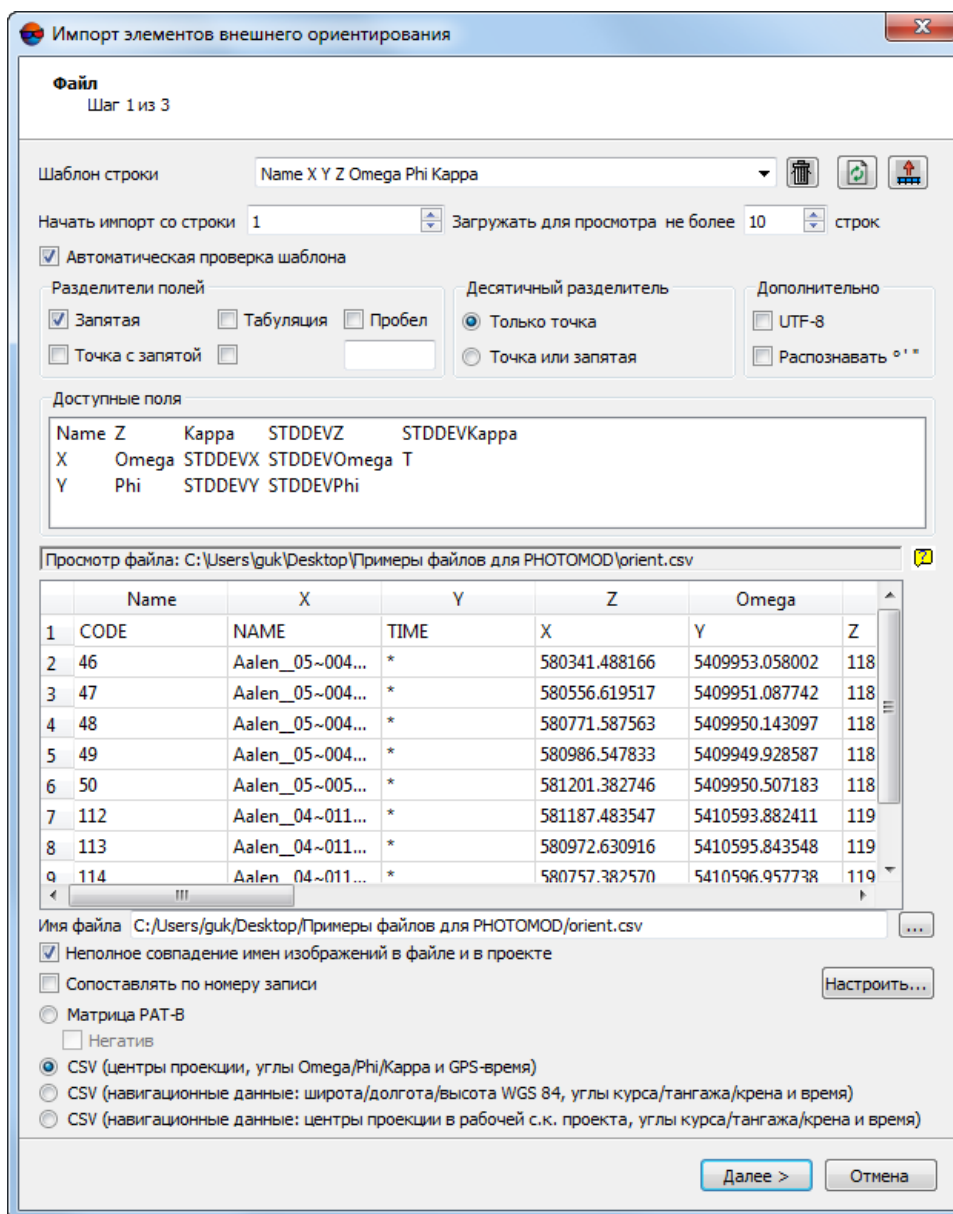 Импорт элементов внешнего ориентирования
Файл
Шаг 1 из 3
Шаблон строки Name X Y Z Omega Phi Kappa
Начать импорт со строки 1 Загружать для просмотра не более 10 строк
Автоматическая проверка шаблона
Разделители полей Десятичный разделитель Дополнительно
Запятая Табуляция Пробел Только точка UTF-8
Точка с запятой Точка или запятая Распознавать ° ' "
Доступные поля
Name Z Kappa STDDEVZ STDDEVKappa
X Omega STDDEVX STDDEVOmega T
Y Phi STDDEVY STDDEVPhi
Просмотр файла: C:\Users\guk\Desktop\Примеры файлов для PHOTOMOD\orient.csv ?
Name X Y Z Omega
1 CODE NAME TIME X Y Z
2 46 Aalen__05~004... * 580341.488166 5409953.058002 118
3 47 Aalen__05~004... * 580556.619517 5409951.087742 118
4 48 Aalen__05~004... * 580771.587563 5409950.143097 118
5 49 Aalen__05~004... * 580986.547833 5409949.928587 118
6 50 Aalen__05~005... * 581201.382746 5409950.507183 118
7 112 Aalen__04~011... * 581187.483547 5410593.882411 119
8 113 Aalen__04~011... * 580972.630916 5410595.843548 119
9 114 Aalen__04~011... * 580757.382570 5410596.957738 119
Имя файла C:/Users/guk/Desktop/Примеры файлов для PHOTOMOD/orient.csv ...
Неполное совпадение имен изображений в файле и в проекте
Сопоставлять по номеру записи Настроить...
Матрица PAT-B
Негатив
CSV (центры проекции, углы Omega/Phi/Kappa и GPS-время)
CSV (навигационные данные: широта/долгота/высота WGS 84, углы курса/тангажа/крена и время)
CSV (навигационные данные: центры проекции в рабочей с.к. проекта, углы курса/тангажа/крена и время)
Далее > Отмена